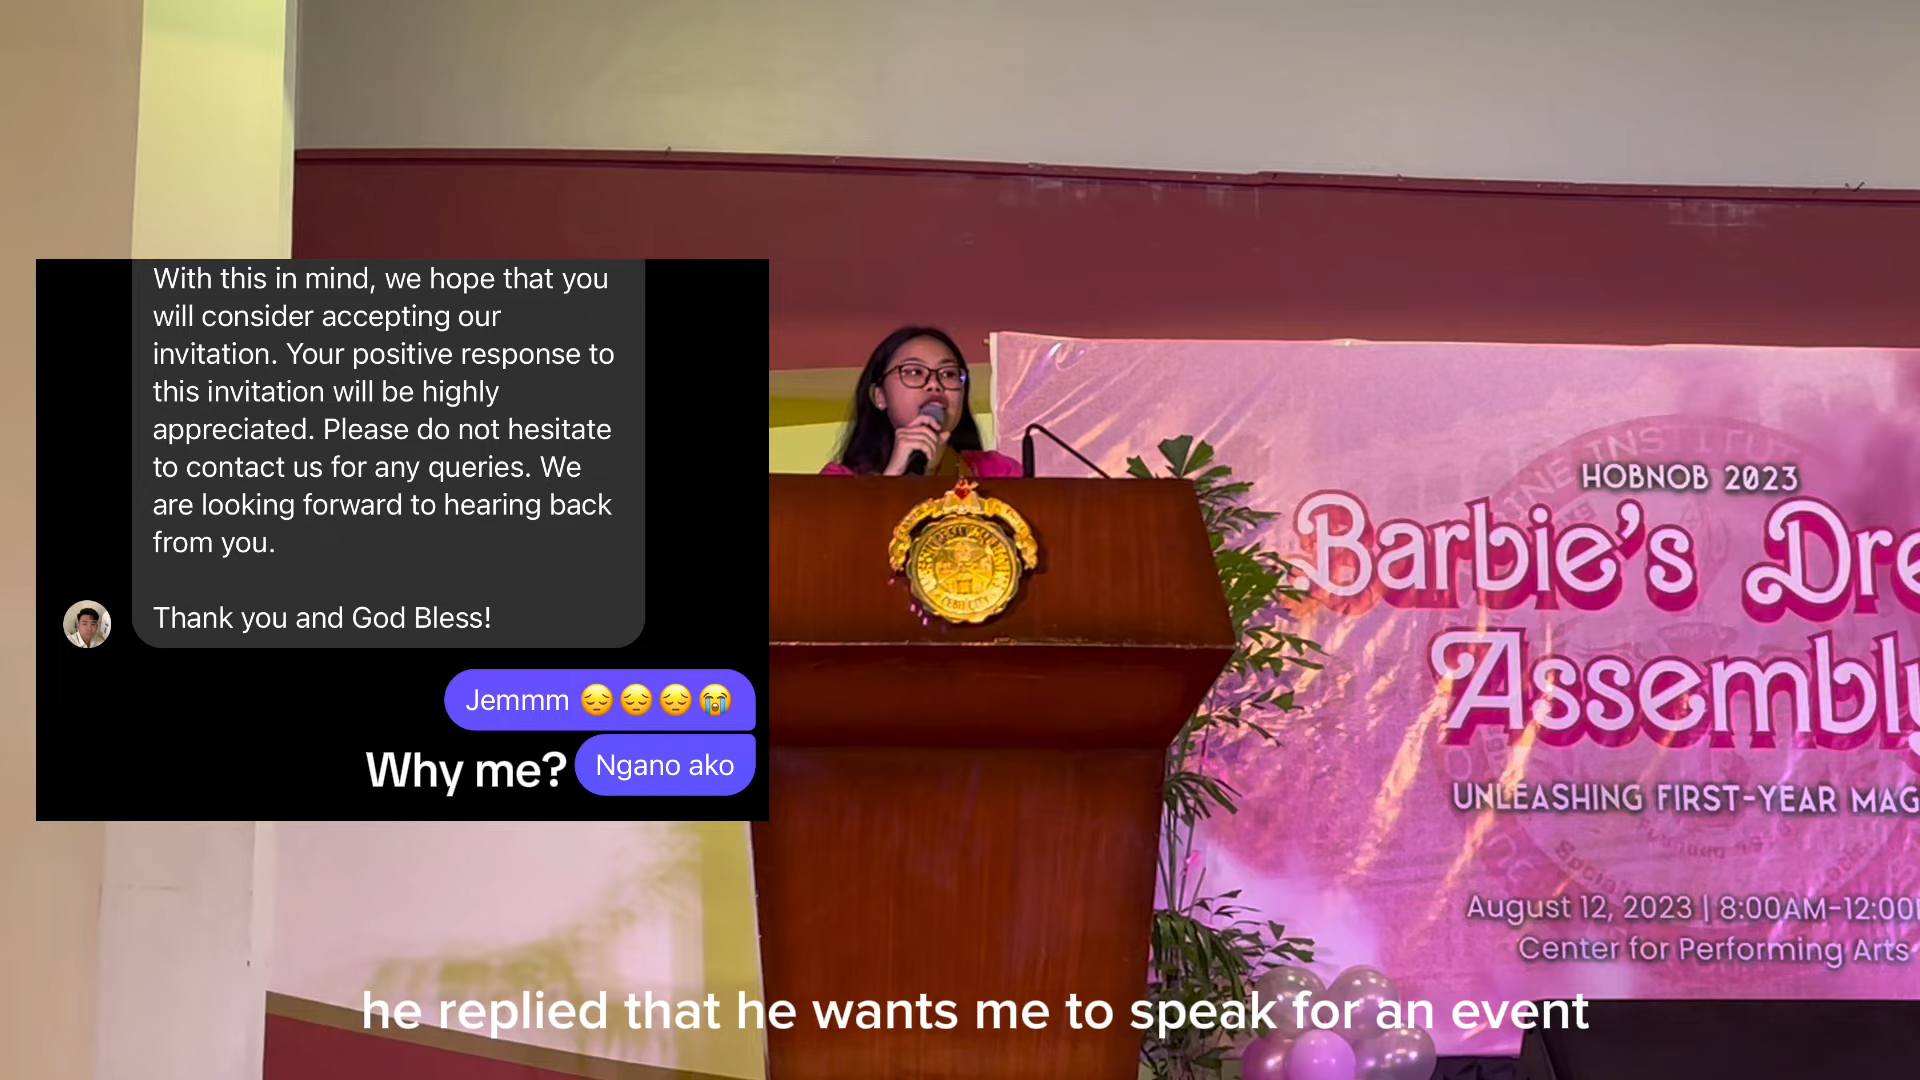 With this in mind, we hope that you
will consider accepting our
invitation. Your positive response to
this invitation will be highly
appreciated. Please do not hesitate
to contact us for any queries. We
are looking forward to hearing back
from you.
Thank you and God Bless!
Jemmm 😔😔😔😭
Why me?
Ngano ako
HOBNOB 2023
Barbie's Dre
Assembly
UNLEASHING FIRST-YEAR MAG
August 12, 2023 | 8:00AM-12:00
Center for Performing Arts
CEBU CITY
he replied that he wants me to speak for an event